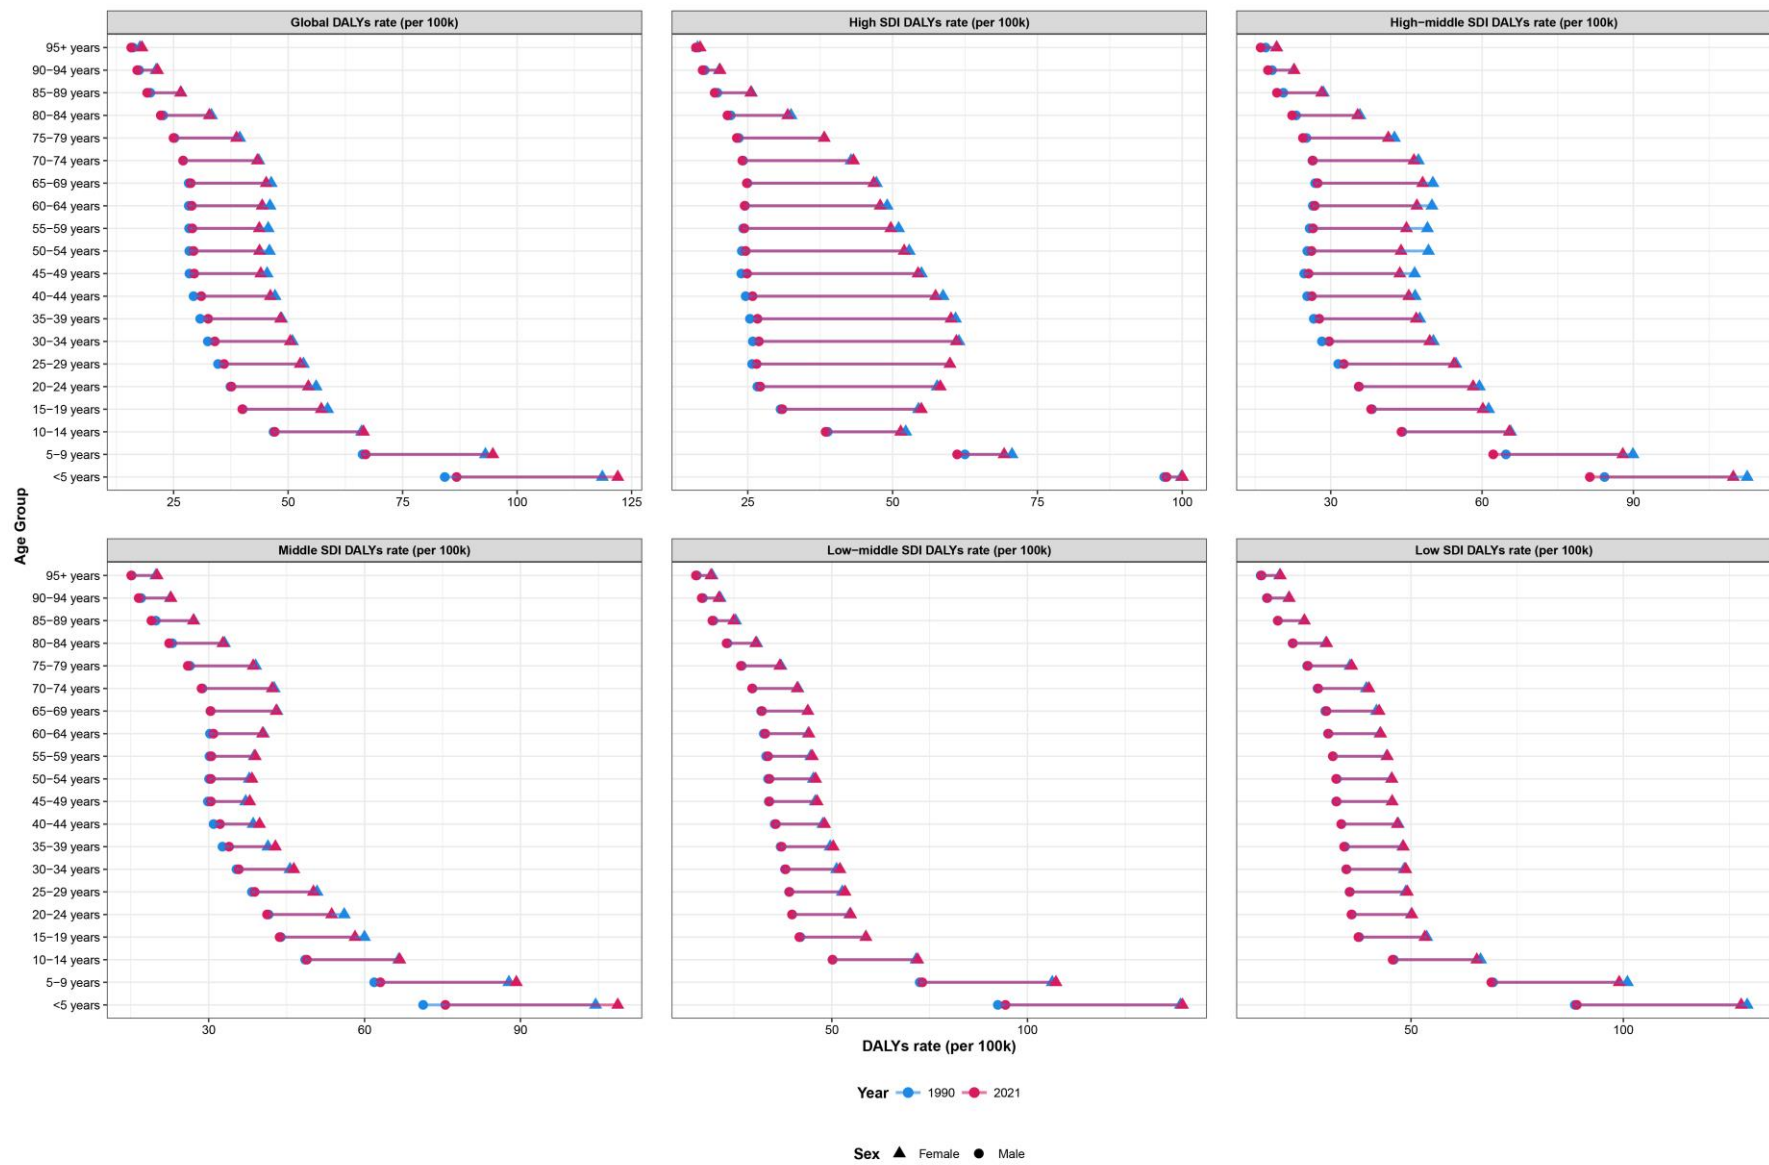 Global DALYs rate (per 100k)
High SDI DALYs rate (per 100k)
High−middle SDI DALYs rate (per 100k)
95+ years
90−94 years
85−89 years
80−84 years
75−79 years
70−74 years
65−69 years
60−64 years
55−59 years
50−54 years
45−49 years
40−44 years
35−39 years
30−34 years
25−29 years
20−24 years
15−19 years
10−14 years
5−9 years
<5 years
25 50 75 100 125
25 50 75 100
30 60 90
Age Group
Middle SDI DALYs rate (per 100k)
Low−middle SDI DALYs rate (per 100k)
Low SDI DALYs rate (per 100k)
95+ years
90−94 years
85−89 years
80−84 years
75−79 years
70−74 years
65−69 years
60−64 years
55−59 years
50−54 years
45−49 years
40−44 years
35−39 years
30−34 years
25−29 years
20−24 years
15−19 years
10−14 years
5−9 years
<5 years
30 60 90
50 100
50 100
DALYs rate (per 100k)
Year 1990 2021
Sex Female Male